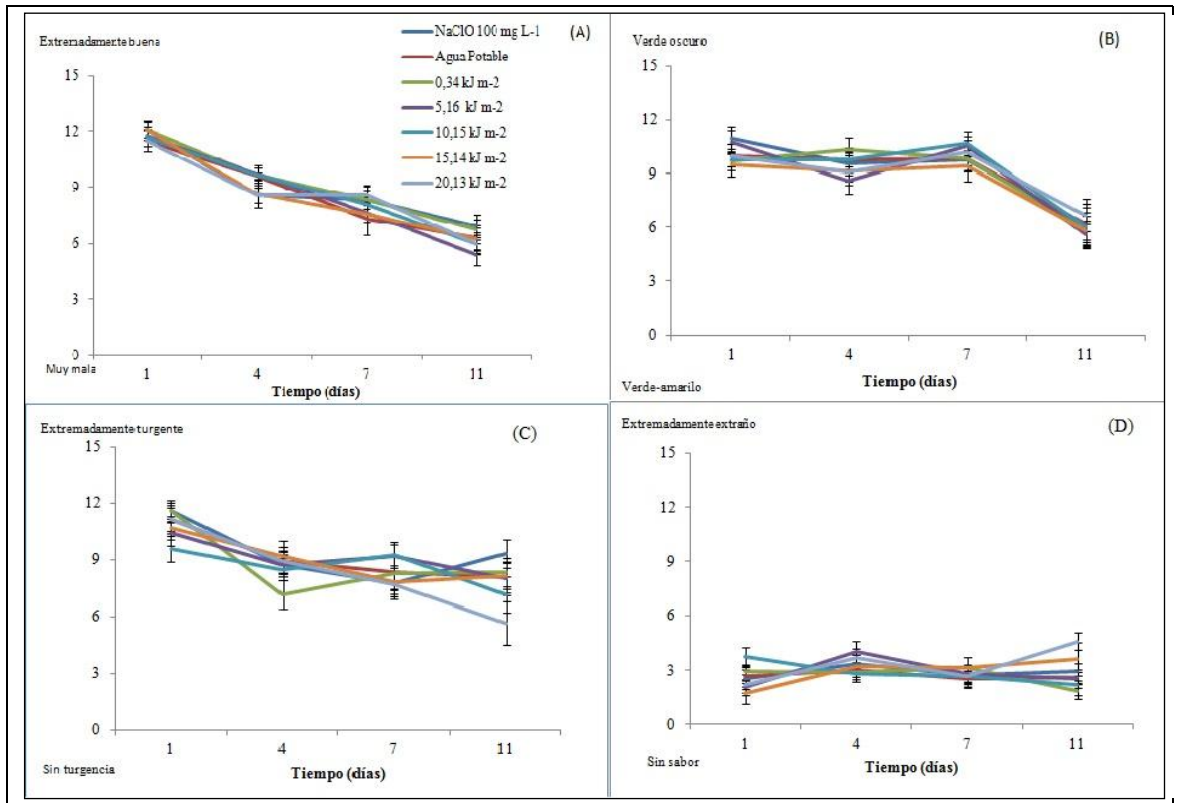 Extremadamente buena
(A)
NaClO 100 mg L-1
Agua Potable
0,34 kJ m-2
5,16 kJ m-2
10,15 kJ m-2
15,14 kJ m-2
20,13 kJ m-2
15
12
9
6
3
0
Muy mala
1 4 7 11
Tiempo (días)
Verde oscuro
(B)
15
12
9
6
3
0
1 4 7 11
Verde-amarilo
Tiempo (días)
Extremadamente turgente
(C)
15
12
9
6
3
0
1 4 7 11
Sin turgencia
Tiempo (días)
Extremadamente extraño
(D)
15
12
9
6
3
0
1 4 7 11
Sin sabor
Tiempo (días)